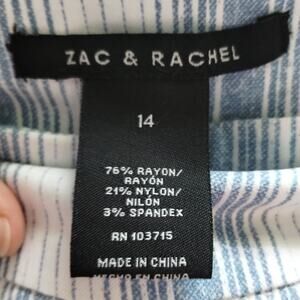 ZAC & RACHEL
14
76% RAYON/
RAYÓN
21% NYLON/
NILÓN
3% SPANDEX
RN 103715
MADE IN CHINA
HECHO EN CHINA